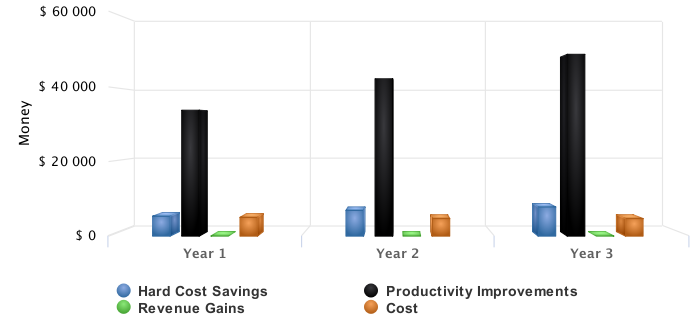 $ 60 000
$ 40 000
$ 20 000
$ 0
Money
Year 1
Year 2
Year 3
Hard Cost Savings
Productivity Improvements
Revenue Gains
Cost